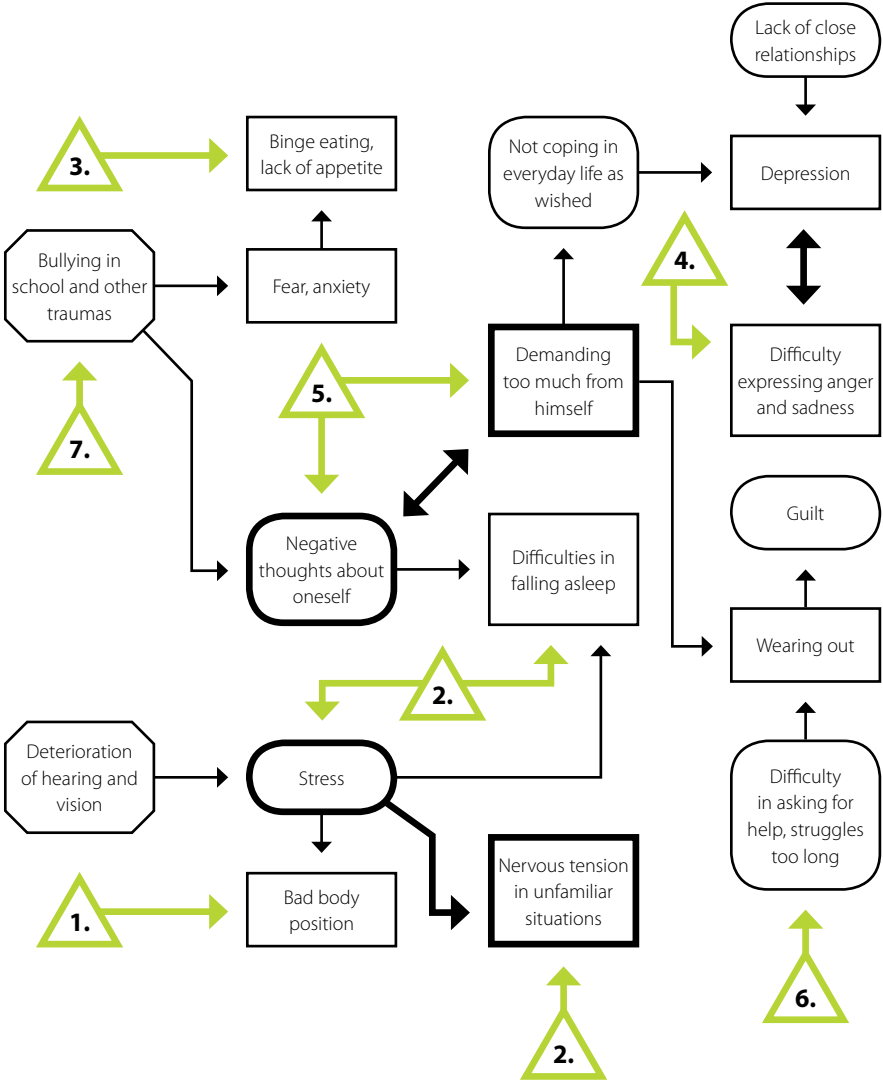 Lack of close
relationships
3.
Binge eating,
lack of appetite
Not coping in
everyday life as
wished
Depression
Bullying in
school and other
traumas
Fear, anxiety
4.
5.
Demanding
too much from
himself
Difficulty
expressing anger
and sadness
7.
Guilt
Negative
thoughts about
oneself
Difficulties in
falling asleep
Wearing out
2.
Deterioration
of hearing and
vision
Stress
Difficulty
in asking for
help, struggles
too long
1.
Bad body
position
Nervous tension
in unfamiliar
situations
6.
2.